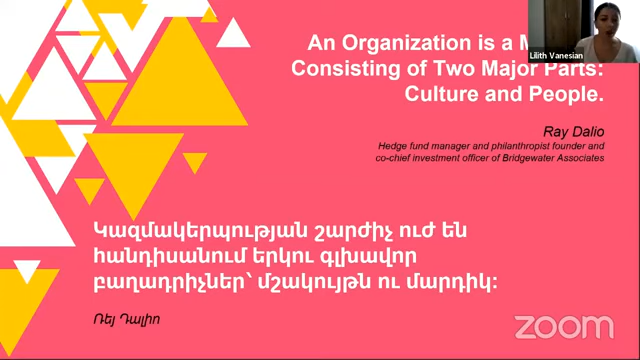 An Organization is a M
Consisting of Two Major Parts:
Culture and People.
Ray Dalio
Hedge fund manager and philanthropist founder and
co-chief investment officer of Bridgewater Associates
Lilith Vanesian
Կազմակերպության շարժիչ ուժ են
հանդիսանում երկու գլխավոր
բաղադրիչներ՝ մշակույթն ու մարդիկ:
Ռեյ Դալիո
zoom